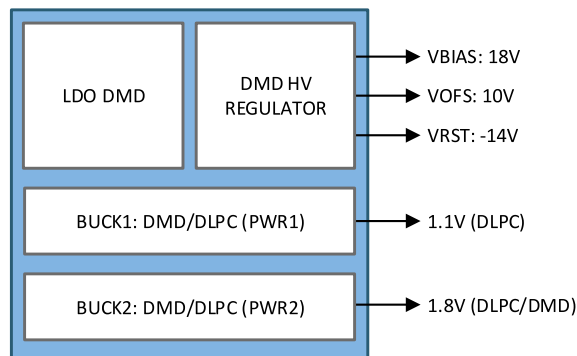 LDO DMD
DMD HV
REGULATOR
VBIAS: 18V
VOFS: 10V
VRST: -14V
BUCK1: DMD/DLPC (PWR1)
1.1V (DLPC)
BUCK2: DMD/DLPC (PWR2)
1.8V (DLPC/DMD)